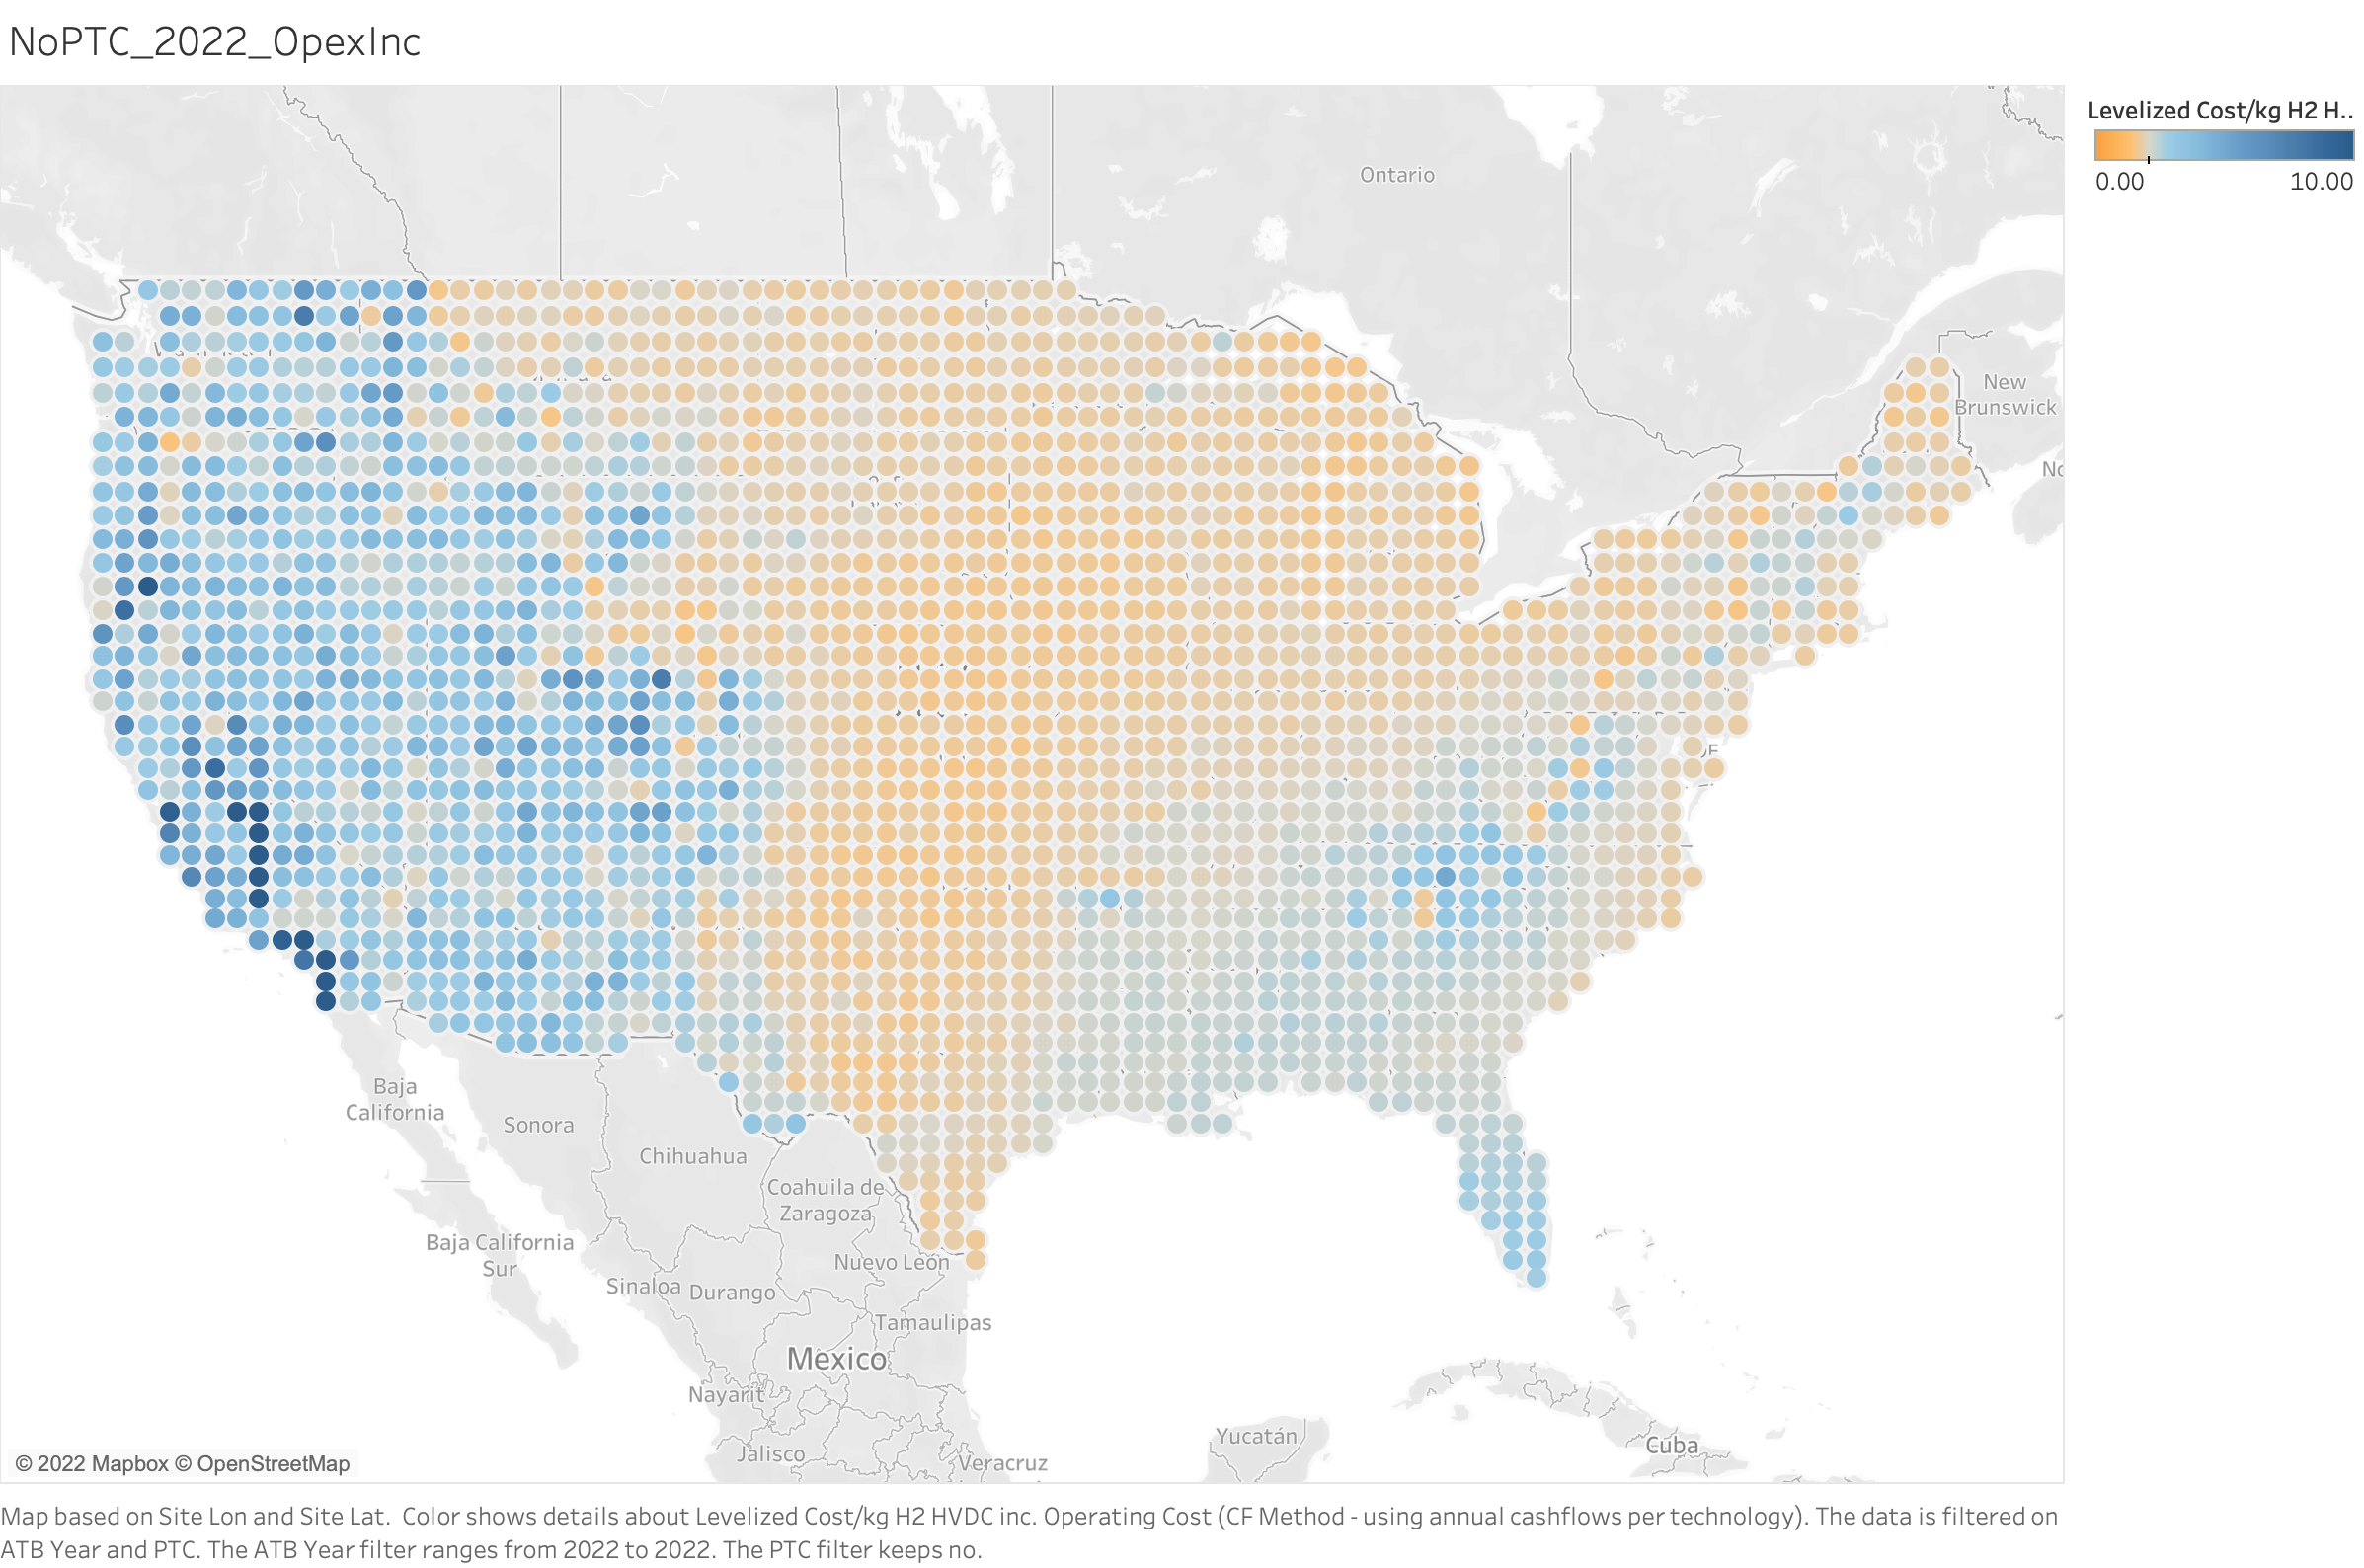 NoPTC_2022_OpexInc
Levelized Cost/kg H2 H..
0.00
10.00
Ontario
New
Brunswick
Baja
California
Sonora
Chihuahua
Coahuila de
Zaragoza
Baja California
Sur
Nuevo León
Sinaloa
Durango
Tamaulipas
Mexico
Nayarit
Jalisco
Veracruz
Yucatán
Cuba
© 2022 Mapbox © OpenStreetMap
Map based on Site Lon and Site Lat. Color shows details about Levelized Cost/kg H2 HVDC inc. Operating Cost (CF Method - using annual cashflows per technology). The data is filtered on
ATB Year and PTC. The ATB Year filter ranges from 2022 to 2022. The PTC filter keeps no.